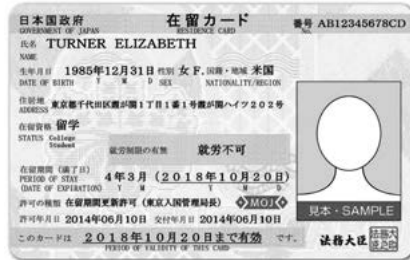 日本国政府 在留カード 番号 AB12345678CD
GOVERNMENT OF JAPAN RESIDENCE CARD No.
氏名 TURNER ELIZABETH
NAME
生年月日 1985年12月31日 性別 女 F. 国籍・地域 米国
DATE OF BIRTH Y M D SEX NATIONALITY/REGION
住居地 東京都千代田区霞が関1丁目1番1号霞が関ハイツ202号
ADDRESS
在留資格 留学
STATUS College
Student
就労制限の有無 就労不可
在留期間（満了日） 4年3月（2018年10月20日）
PERIOD OF STAY
(DATE OF EXPIRATION) Y M Y M D
許可の種類 在留期間更新許可（東京入国管理局長） MOJ
許可年月日 2014年06月10日 交付年月日 2014年06月10日
見本・SAMPLE
このカードは 2018年10月20日まで有効 です。
PERIOD OF VALIDITY OF THIS CARD
法務大臣